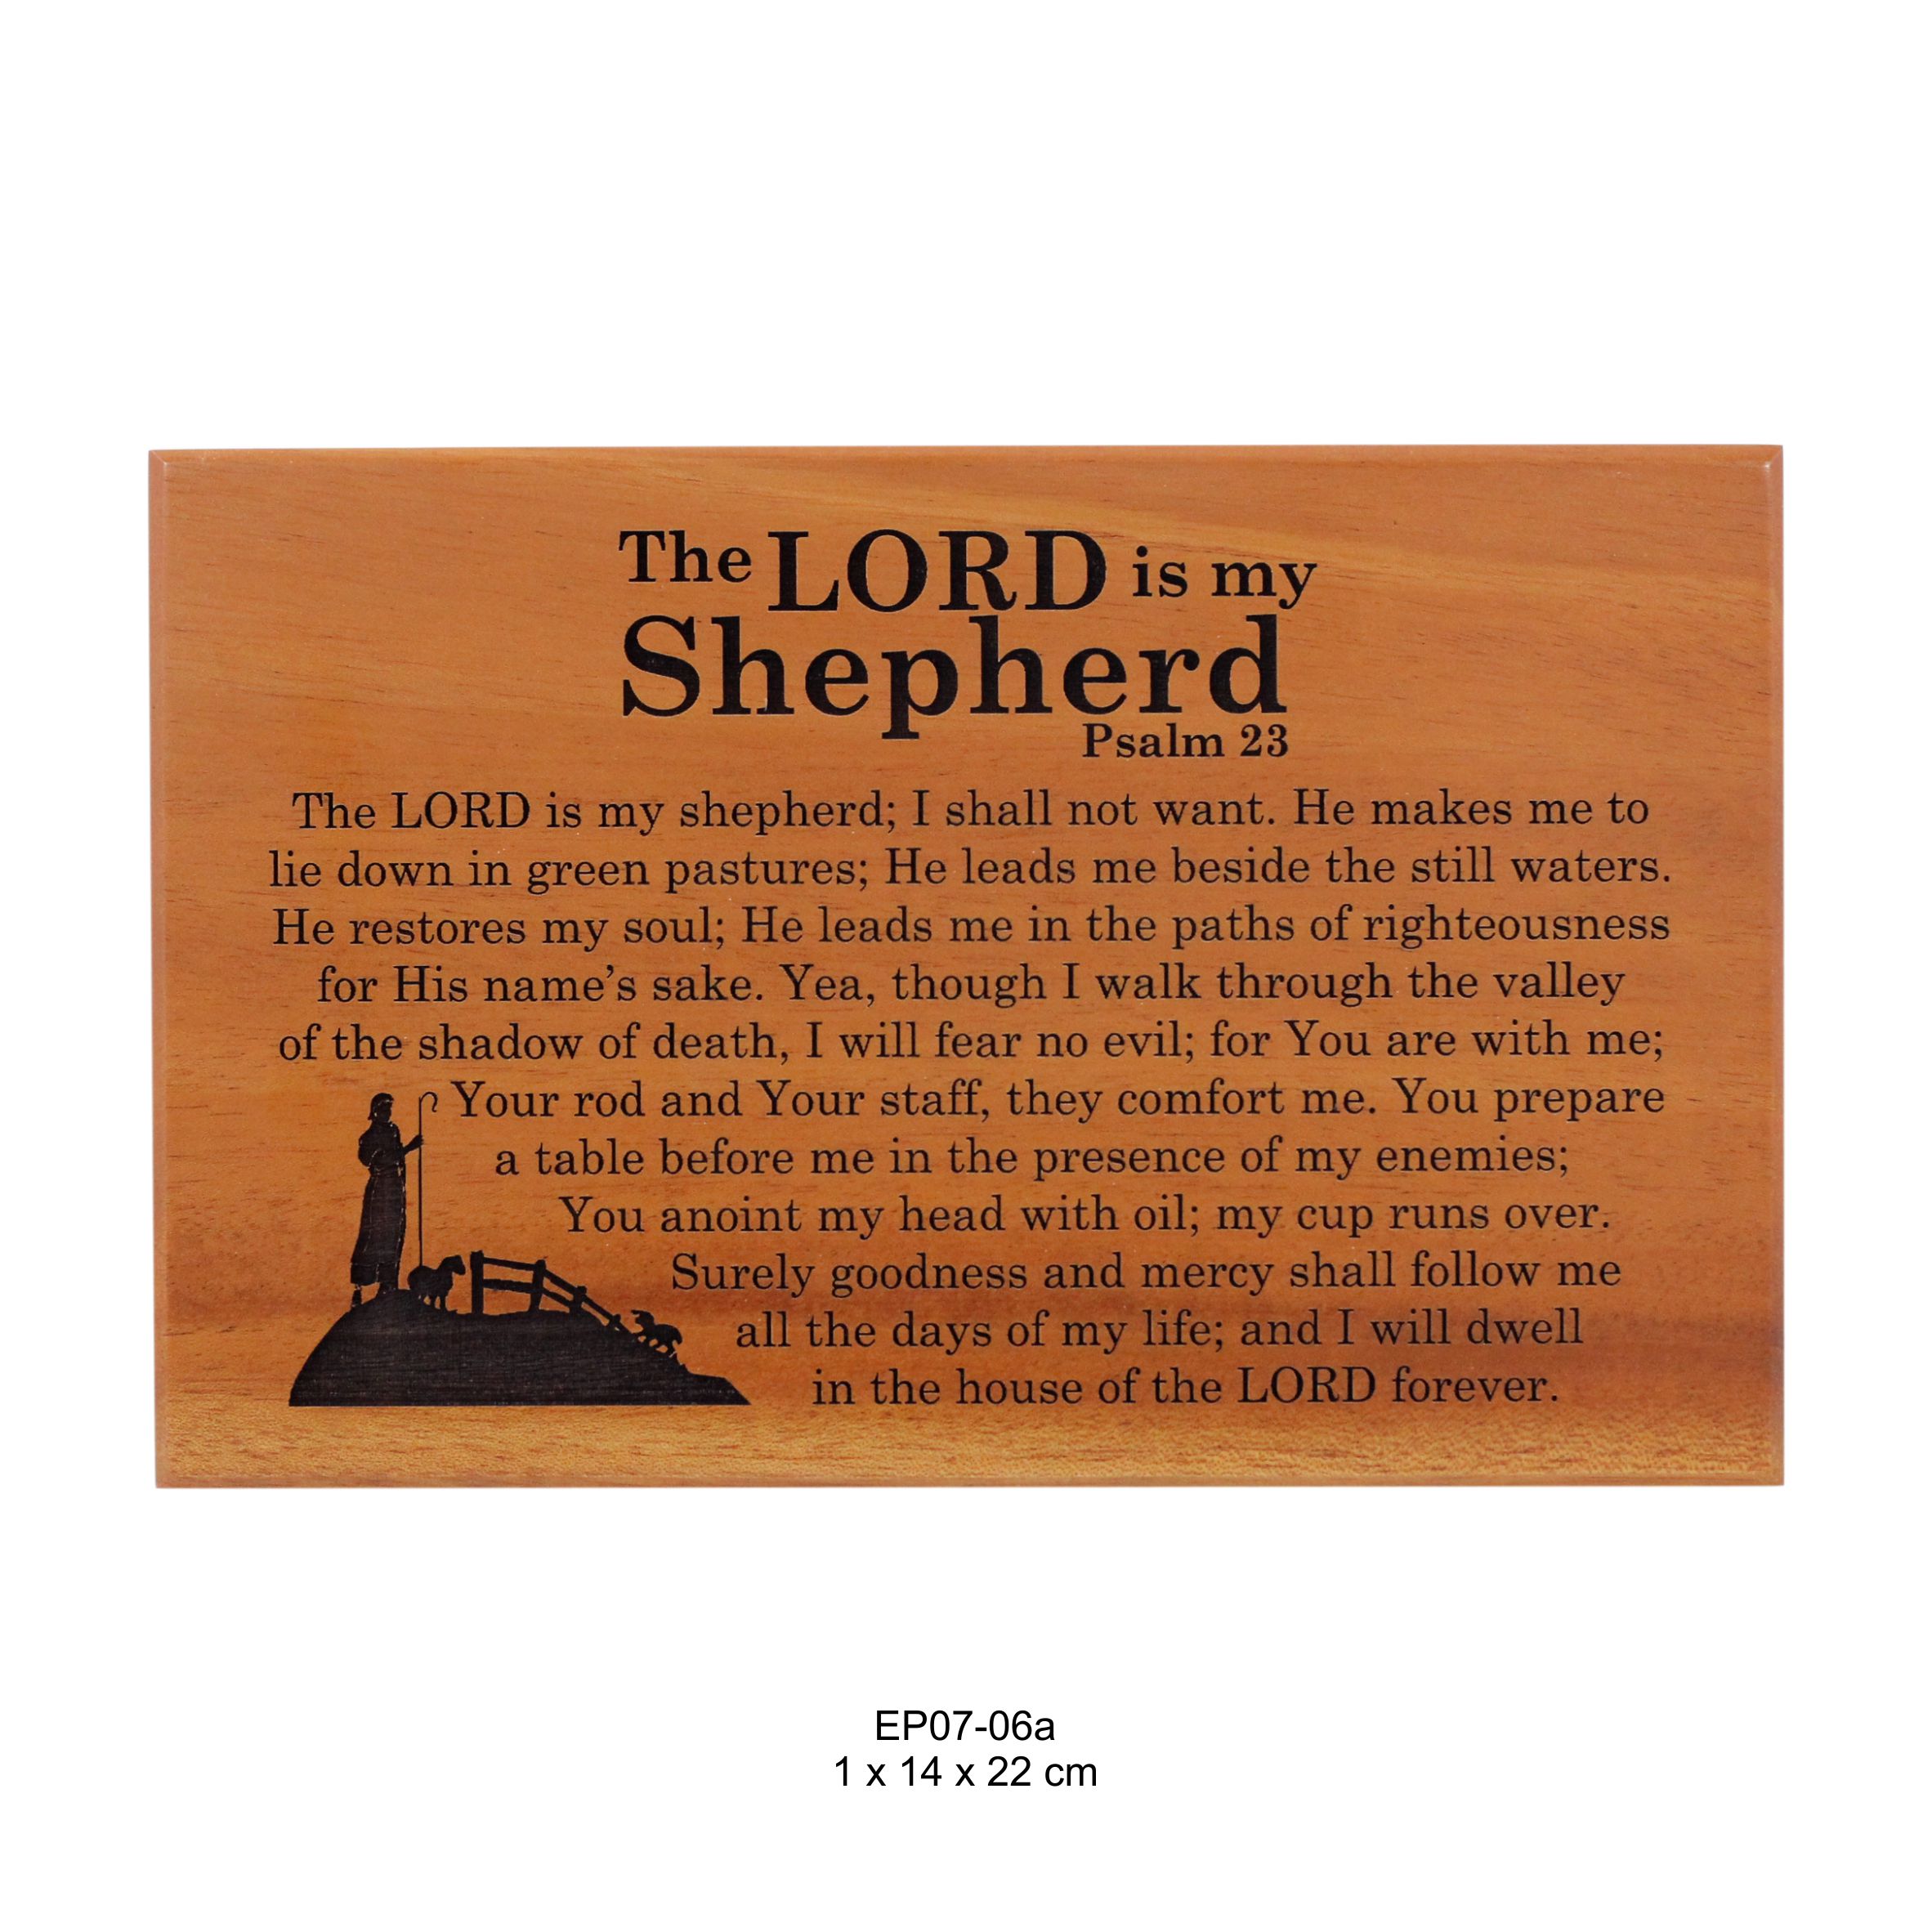 The LORD is my
Shepherd
Psalm 23
The LORD is my shepherd; I shall not want. He makes me to
lie down in green pastures; He leads me beside the still waters.
He restores my soul; He leads me in the paths of righteousness
for His name’s sake. Yea, though I walk through the valley
of the shadow of death, I will fear no evil; for You are with me;
Your rod and Your staff, they comfort me. You prepare
a table before me in the presence of my enemies;
You anoint my head with oil; my cup runs over.
Surely goodness and mercy shall follow me
all the days of my life; and I will dwell
in the house of the LORD forever.
EP07-06a
1 x 14 x 22 cm